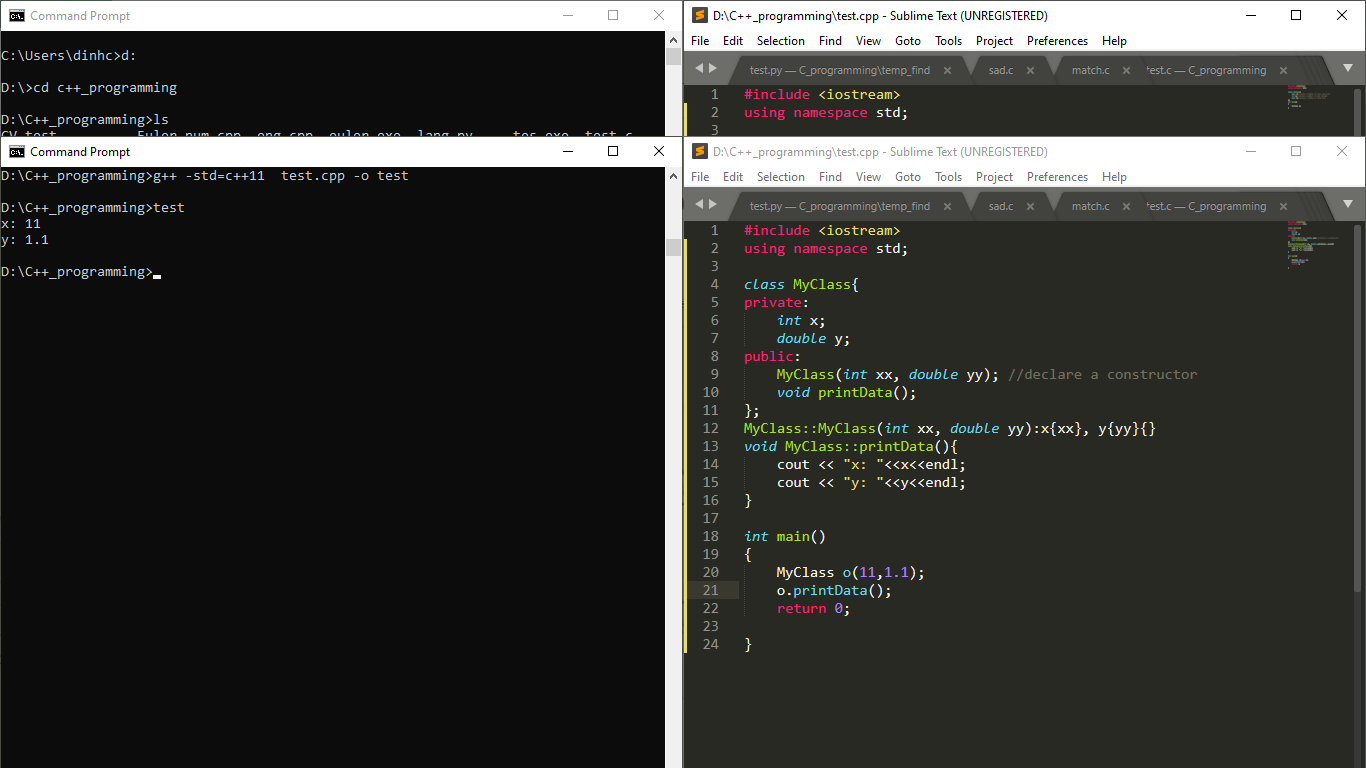 Command Prompt
C:\Users\dinhc>d:
D:\>cd c++_programming
D:\C++_programming>ls
D:\C++_programming\test.cpp - Sublime Text (UNREGISTERED)
File Edit Selection Find View Goto Tools Project Preferences Help
test.py — C_programming\temp_find sad.c match.c test.c — C_programming
1 #include <iostream>
2 using namespace std;
3
Command Prompt
D:\C++_programming>g++ -std=c++11  test.cpp -o test
D:\C++_programming>test
x: 11
y: 1.1
D:\C++_programming>
D:\C++_programming\test.cpp - Sublime Text (UNREGISTERED)
File Edit Selection Find View Goto Tools Project Preferences Help
test.py — C_programming\temp_find sad.c match.c test.c — C_programming
1 #include <iostream>
2 using namespace std;
3
4 class MyClass{
5 private:
6     int x;
7     double y;
8 public:
9     MyClass(int xx, double yy); //declare a constructor
10     void printData();
11 };
12 MyClass::MyClass(int xx, double yy):x{xx}, y{yy}{}
13 void MyClass::printData(){
14     cout << "x: "<<x<<endl;
15     cout << "y: "<<y<<endl;
16 }
17
18 int main()
19 {
20     MyClass o(11,1.1);
21     o.printData();
22     return 0;
23
24 }